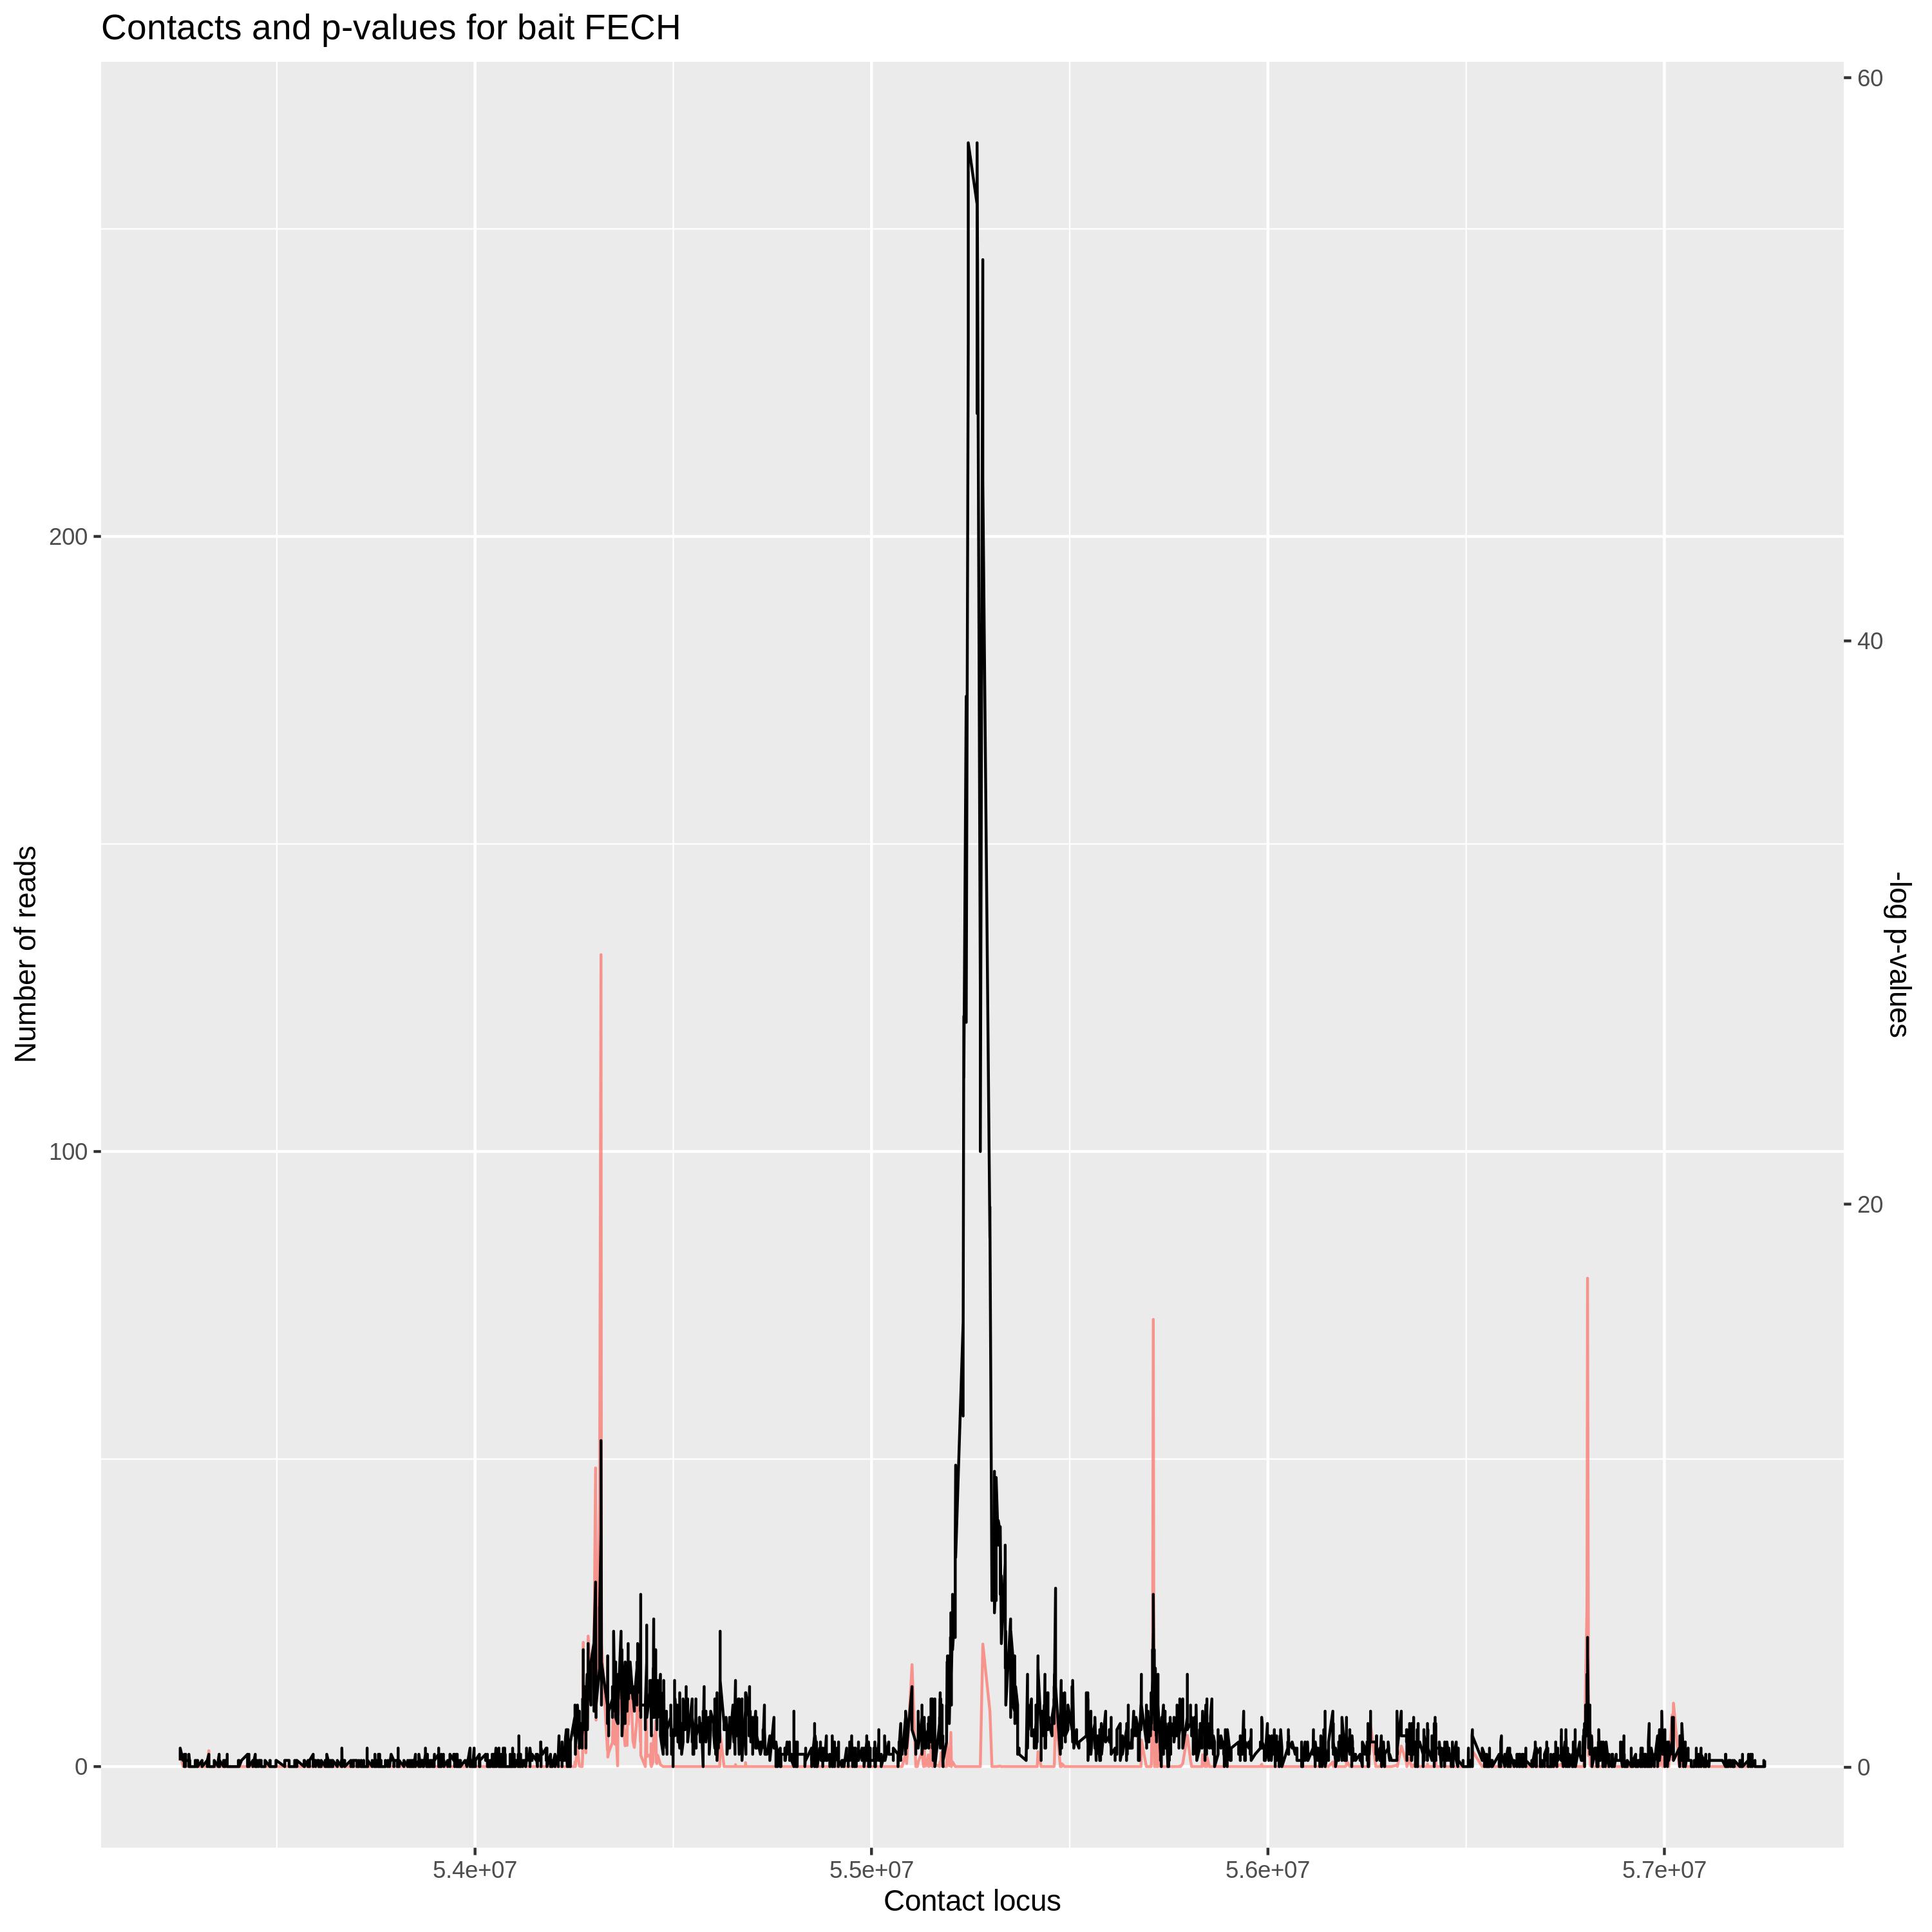 Contacts and p-values for bait FECH
60
200
40
Number of reads
-log p-values
100
20
0
0
5.4e+07
5.5e+07
5.6e+07
5.7e+07
Contact locus